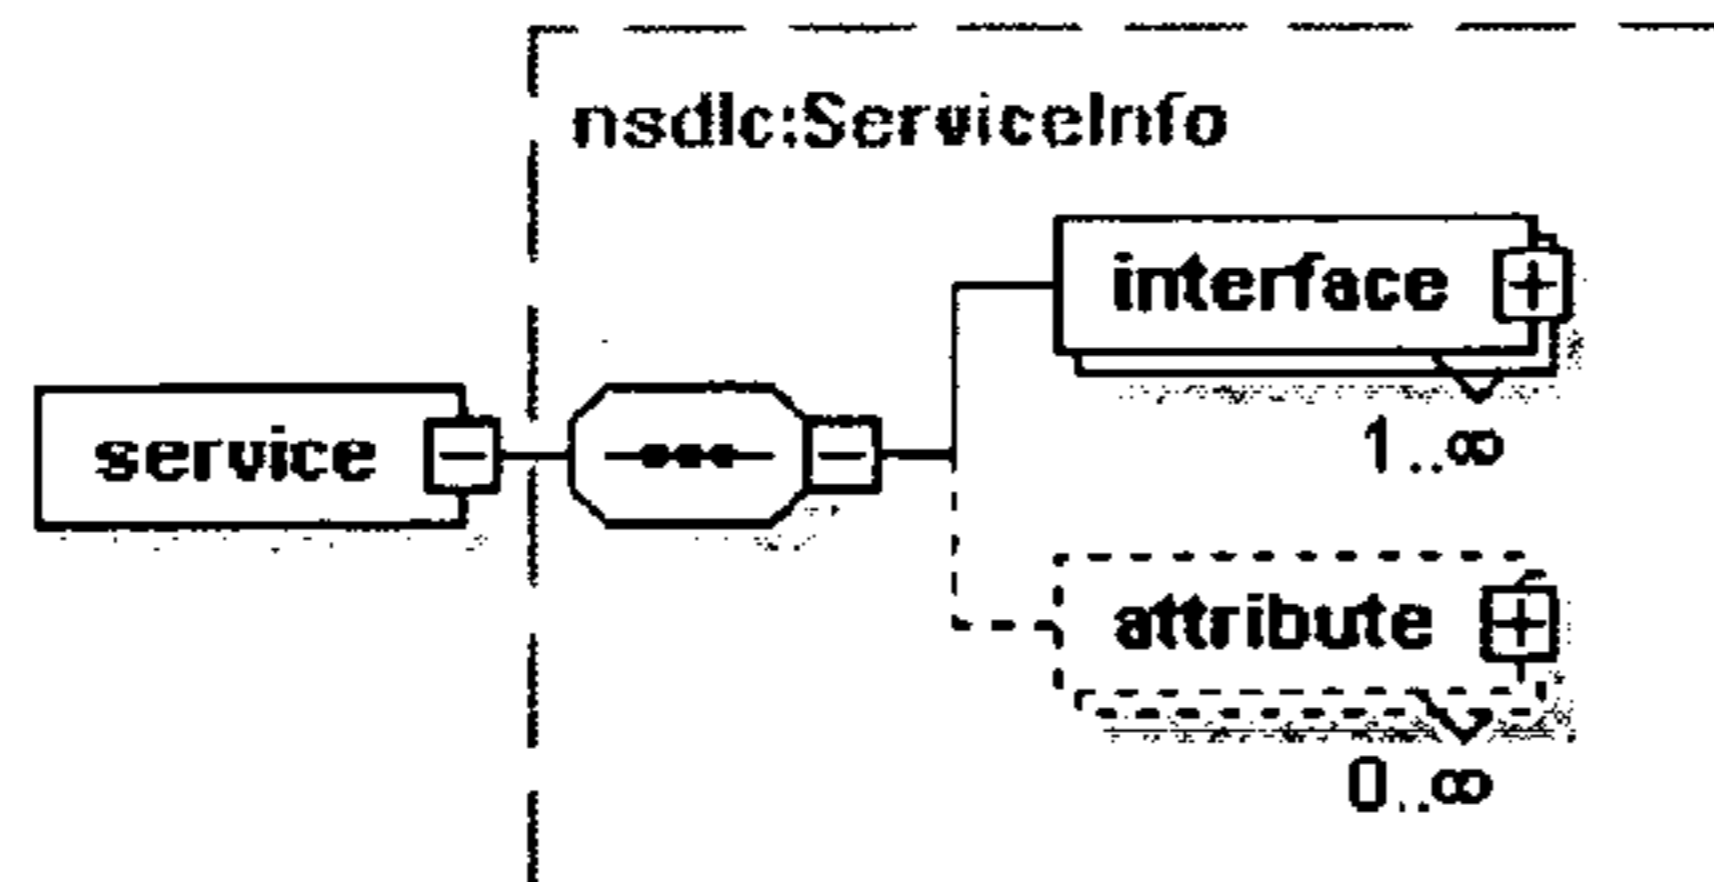 nsdlc:ServiceInfo
interface
1..∞
service
attribute
0..∞